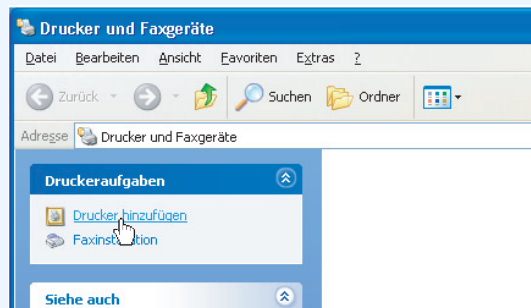 Drucker und Faxgeräte
Datei Bearbeiten Ansicht Favoriten Extras ?
Zurück Suchen Ordner
Adresse Drucker und Faxgeräte
Druckeraufgaben
Drucker hinzufügen
Siehe auch